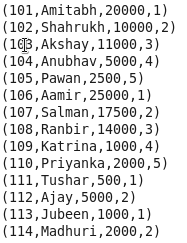 (101,Amitabh,20000,1)
(102,Shahrukh,10000,2)
(103,Akshay,11000,3)
(104,Anubhav,5000,4)
(105,Pawan,2500,5)
(106,Aamir,25000,1)
(107,Salman,17500,2)
(108,Ranbir,14000,3)
(109,Katrina,1000,4)
(110,Priyanka,2000,5)
(111,Tushar,500,1)
(112,Ajay,5000,2)
(113,Jubeen,1000,1)
(114,Madhuri,2000,2)